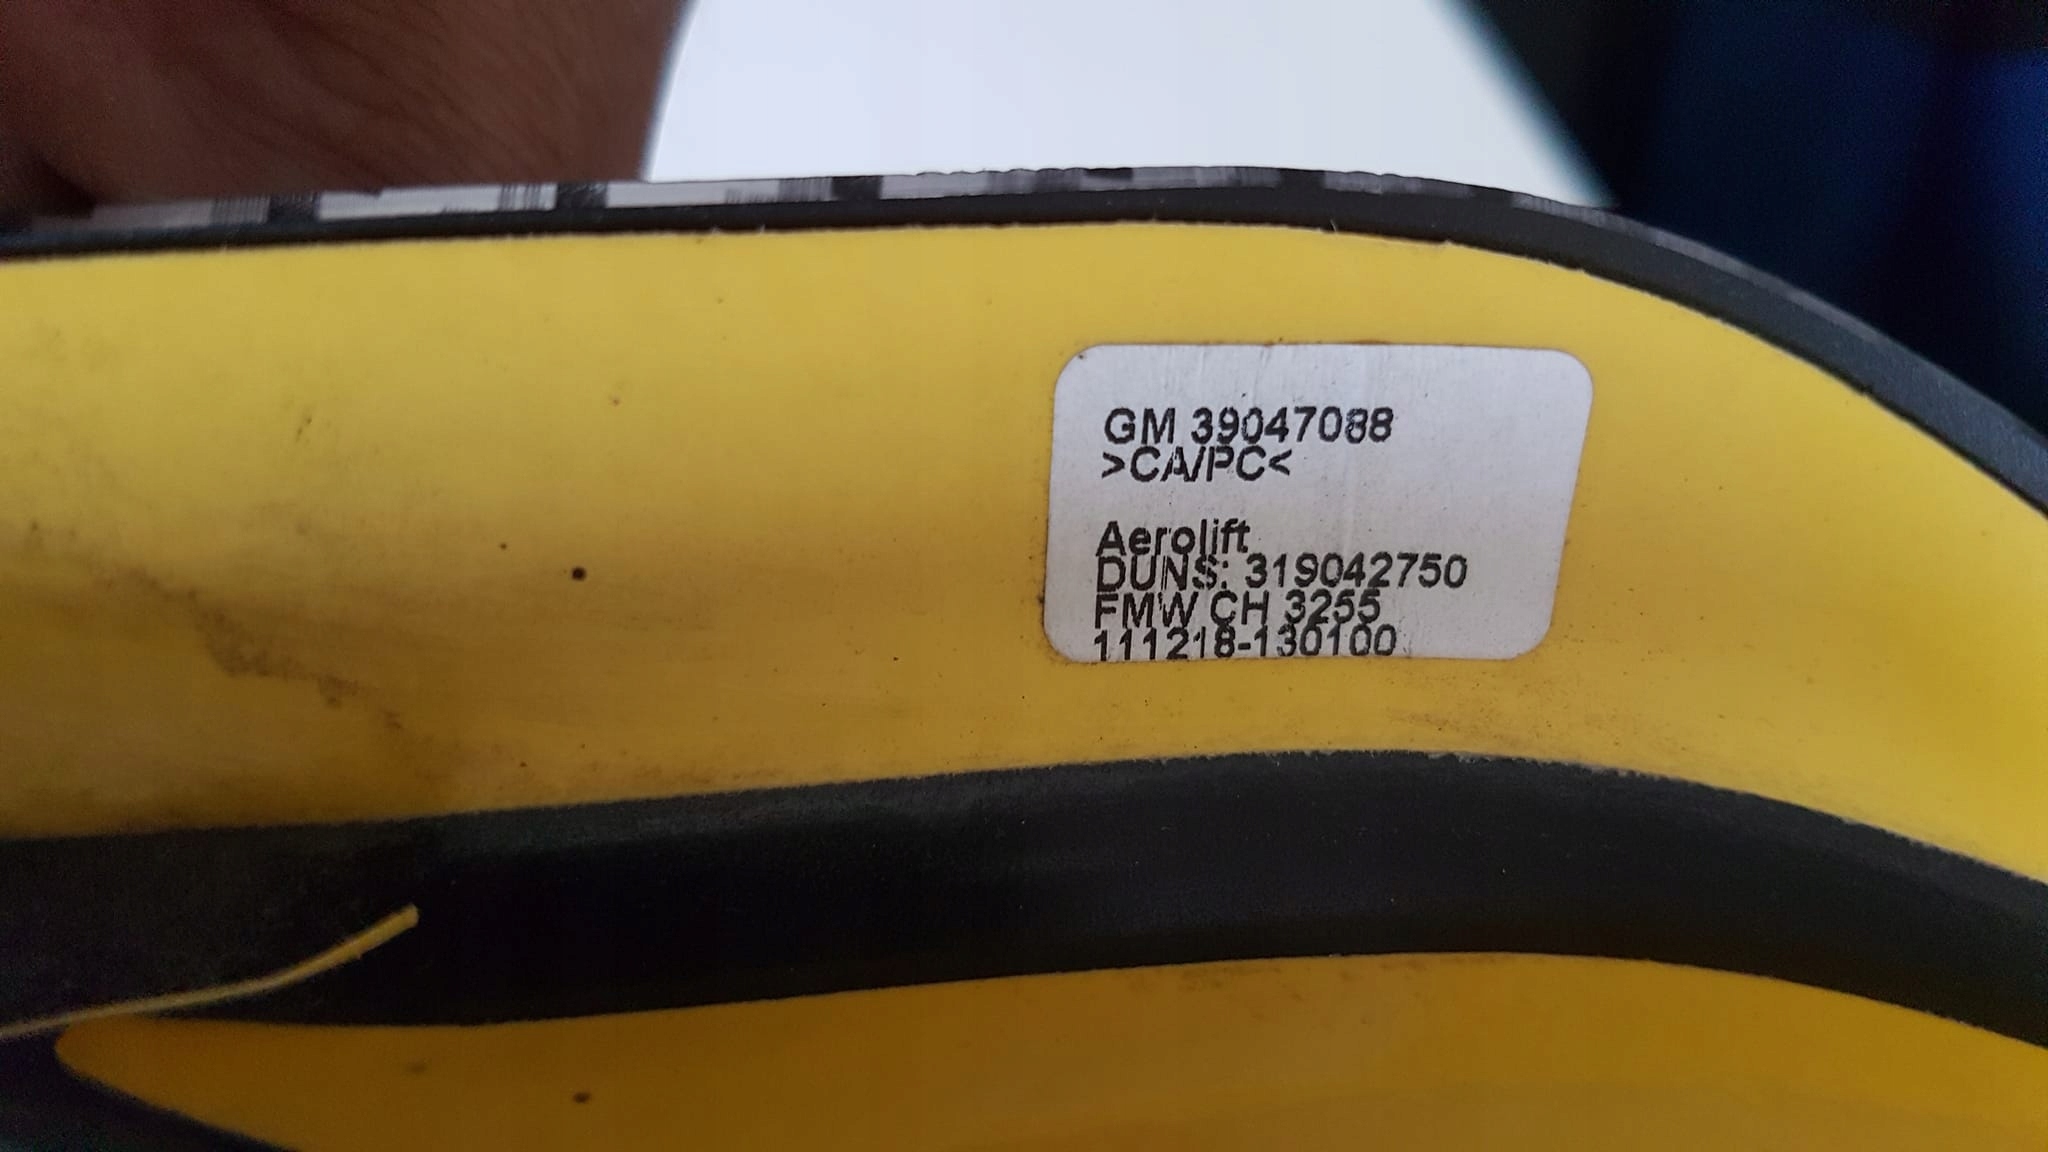 GM 39047088
>CA/PC<
Aerolift
DUNS: 319042750
FMW CH 3255
111218-130100